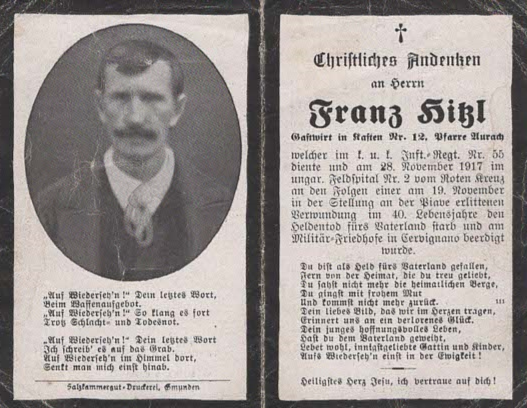 „Auf Wiederseh'n!“ Dein letztes Wort,
Beim Waffenaufgebot.
„Auf Wiederseh'n!“ So klang es fort
Trotz Schlacht- und Todesnot.
„Auf Wiederseh'n!“ Dein letztes Wort
Ich schreib' es auf das Grab.
Auf Wiederseh'n im Himmel dort,
Senkt man mich einst hinab.
Salzkammergut-Druckerei, Gmunden
Christliches Andenken
an Herrn
Franz Hitzl
Gastwirt in Kasten Nr. 12, Pfarre Aurach
welcher im k. u. k. Inft.-Regt. Nr. 55
diente und am 28. November 1917 im
ungar. Feldspital Nr. 2 vom Roten Kreuz
an den Folgen einer am 19. November
in der Stellung an der Piave erlittenen
Verwundung im 40. Lebensjahre den
Heldentod fürs Vaterland starb und am
Militär-Friedhofe in Cervignano beerdigt
wurde.
Du bist als Held fürs Vaterland gefallen,
Fern von der Heimat, die du treu geliebt,
Du sahst nicht mehr die heimatlichen Berge,
Du gingst mit frohem Mut
Und kommst nicht mehr zurück.
Dein liebes Bild, das wir im Herzen tragen,
Erinnert uns an ein verlorenes Glück.
Dein junges hoffnungsvolles Leben,
Hast du dem Vaterland geweiht,
Lebet wohl, innigstgeliebte Gattin und Kinder,
Aufs Wiederseh'n einst in der Ewigkeit!
Heiligstes Herz Jesu, ich vertraue auf dich!